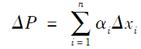 ΔP = ∑_{i=1}^{n} α_i Δx_i